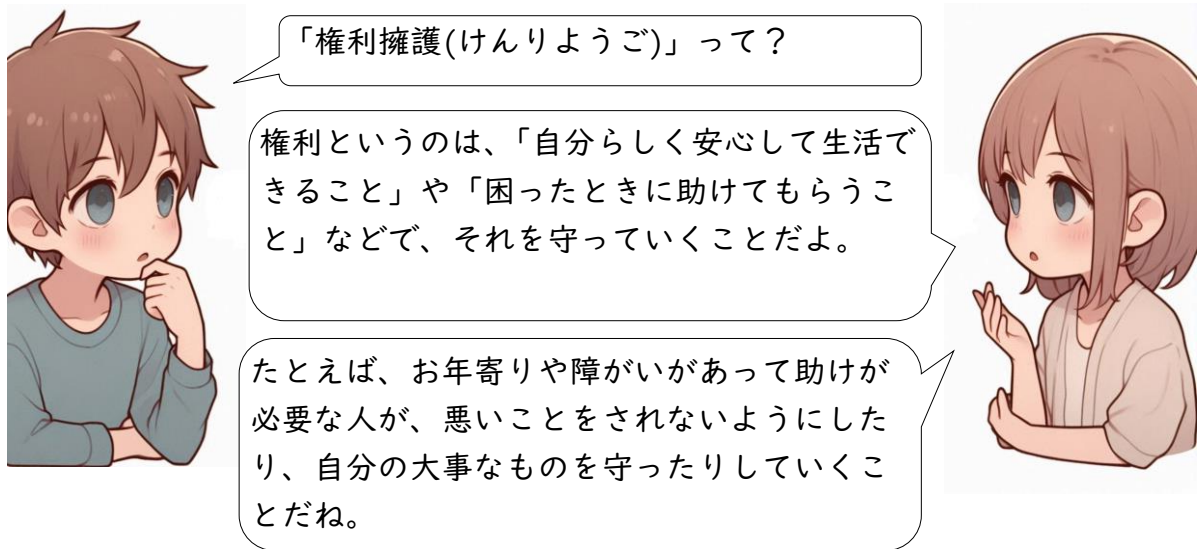 「権利擁護(けんりようご)」って？
権利というのは、「自分らしく安心して生活で
きること」や「困ったときに助けてもらうこ
と」などで、それを守っていくことだよ。
たとえば、お年寄りや障がいがあって助けが
必要な人が、悪いことをされないようにした
り、自分の大事なものを守ったりしていくこ
とだね。